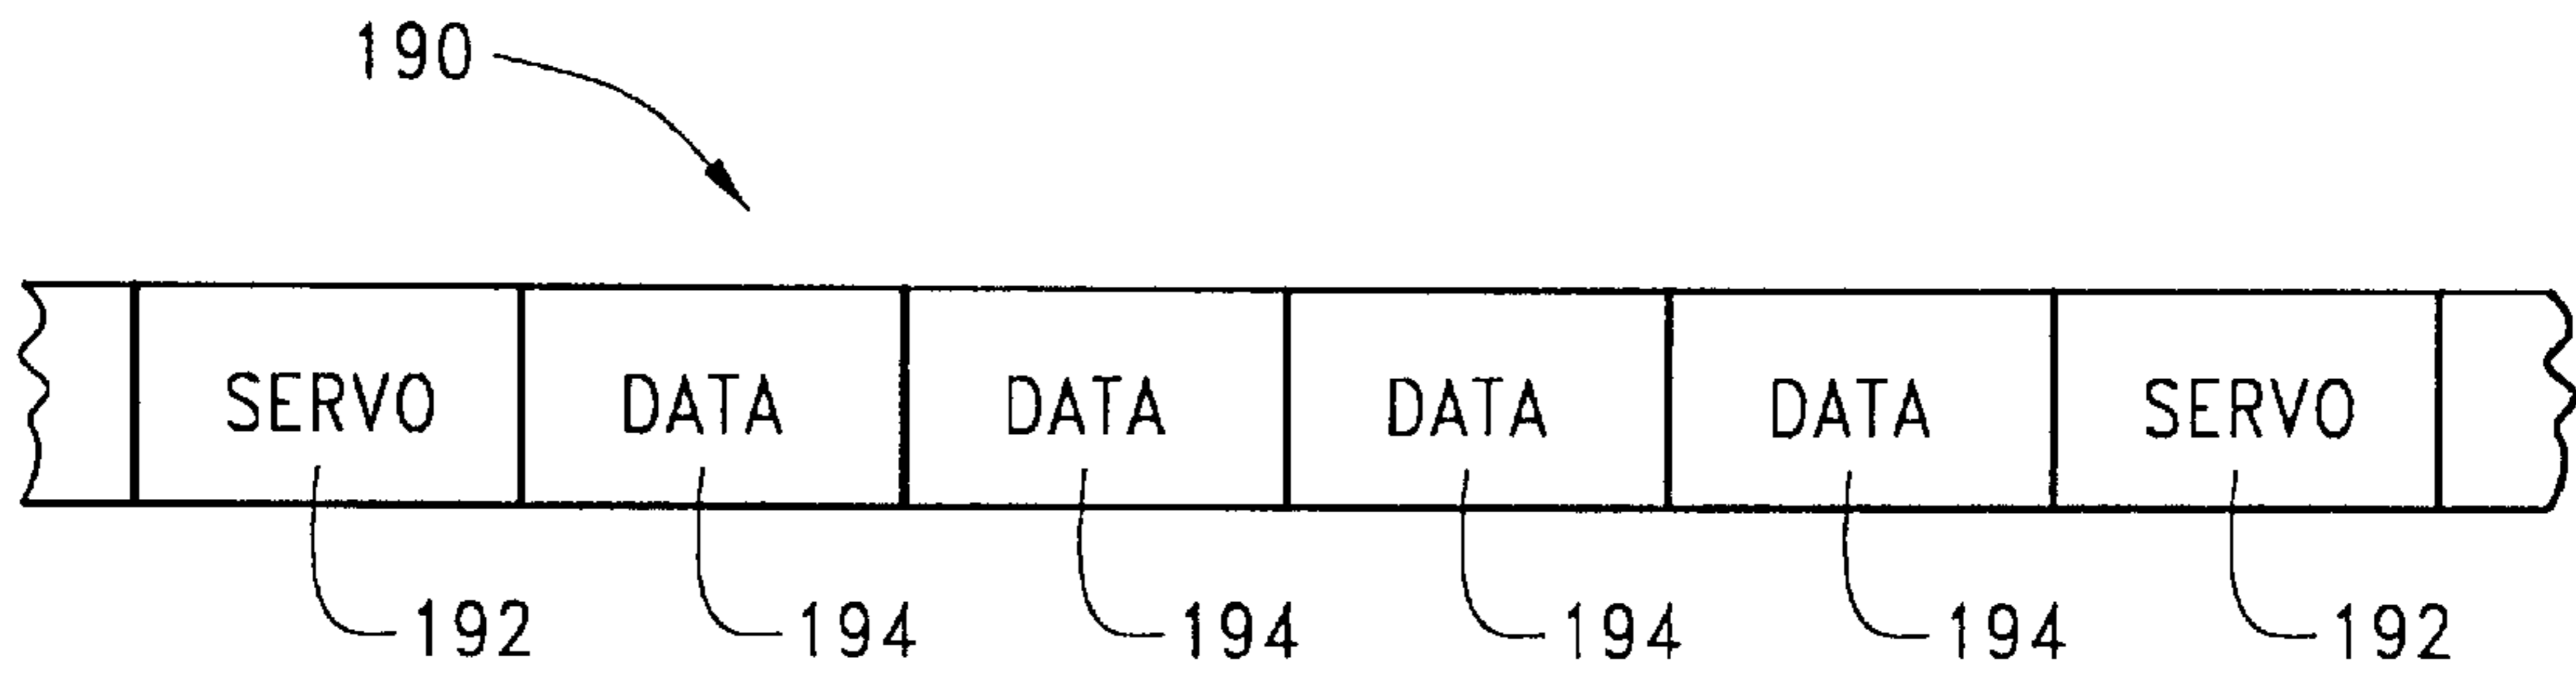 190
SERVO DATA DATA DATA DATA SERVO
192 194 194 194 194 192